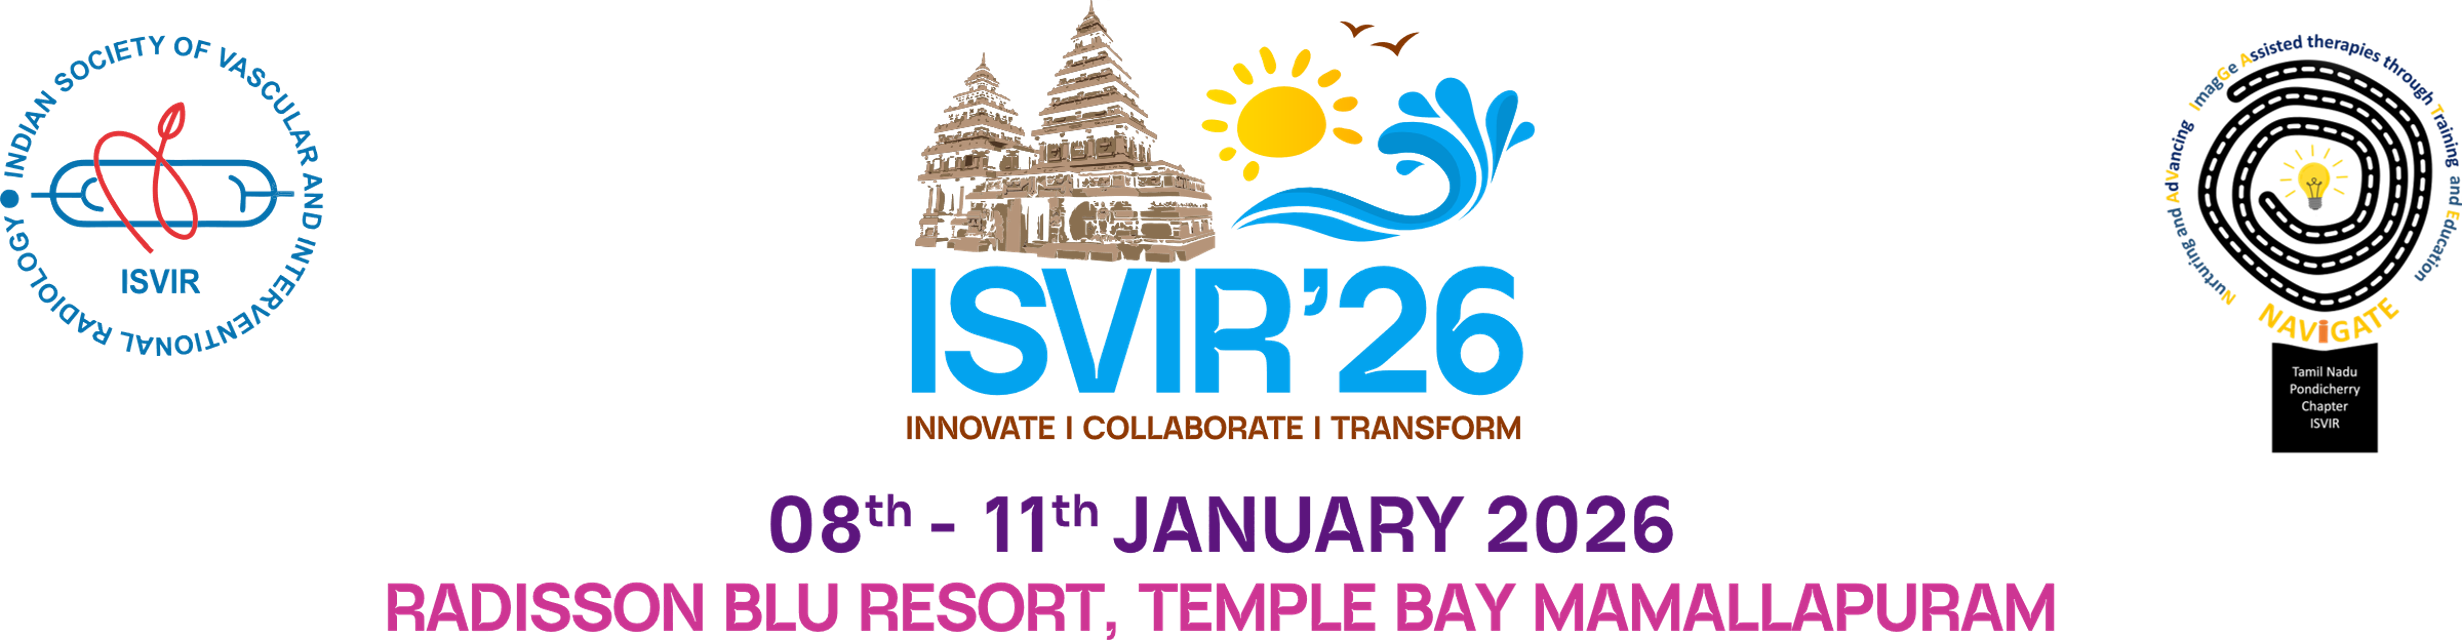 INDIAN SOCIETY OF VASCULAR AND INTERVENTIONAL RADIOLOGY
ISVIR
ISVIR'26
INNOVATE | COLLABORATE | TRANSFORM
08th - 11th JANUARY 2026
RADISSON BLU RESORT, TEMPLE BAY MAMALLAPURAM
Nurturing and AdVancing ImagGe Assisted therapies through Training and Education
NAViGATE
Tamil Nadu
Pondicherry
Chapter
ISVIR